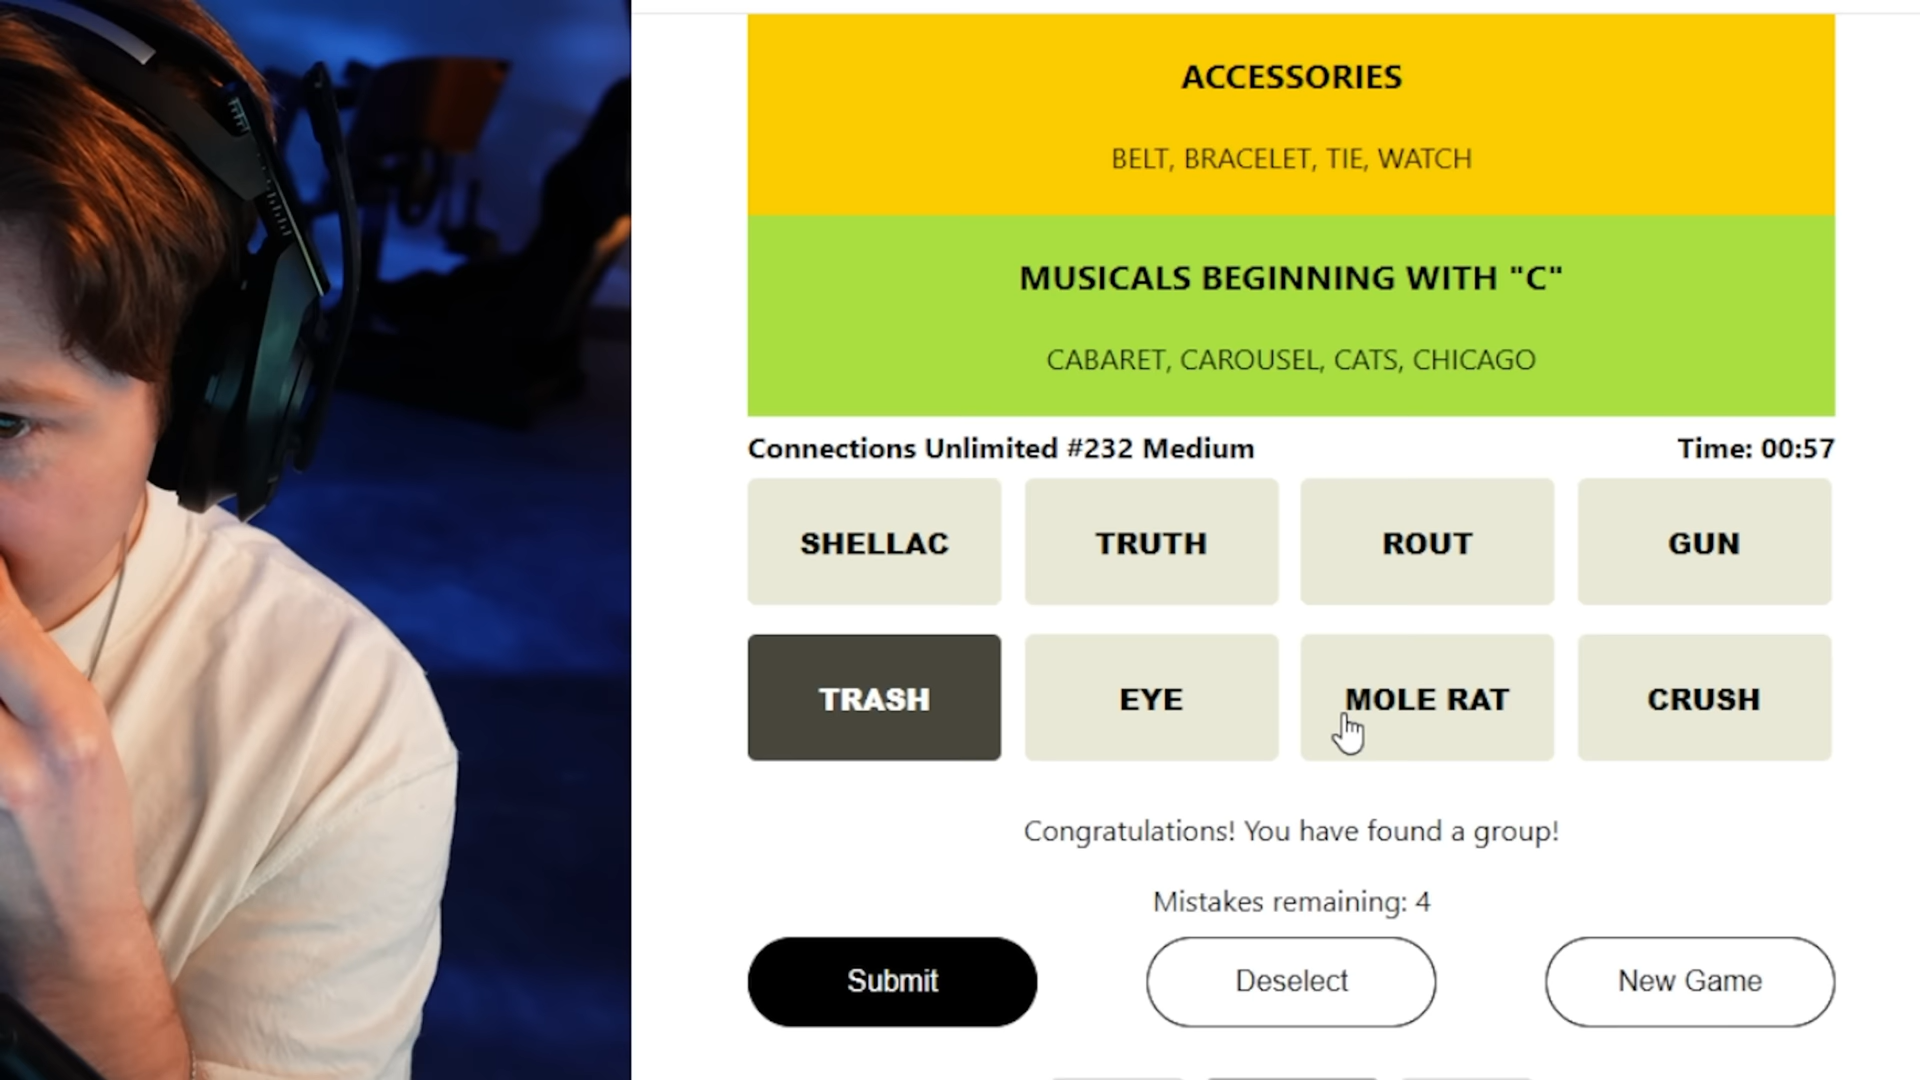 ACCESSORIES
BELT, BRACELET, TIE, WATCH
MUSICALS BEGINNING WITH "C"
CABARET, CAROUSEL, CATS, CHICAGO
Connections Unlimited #232 Medium
Time: 00:57
SHELLAC
TRUTH
ROUT
GUN
TRASH
EYE
MOLE RAT
CRUSH
Congratulations! You have found a group!
Mistakes remaining: 4
Submit
Deselect
New Game